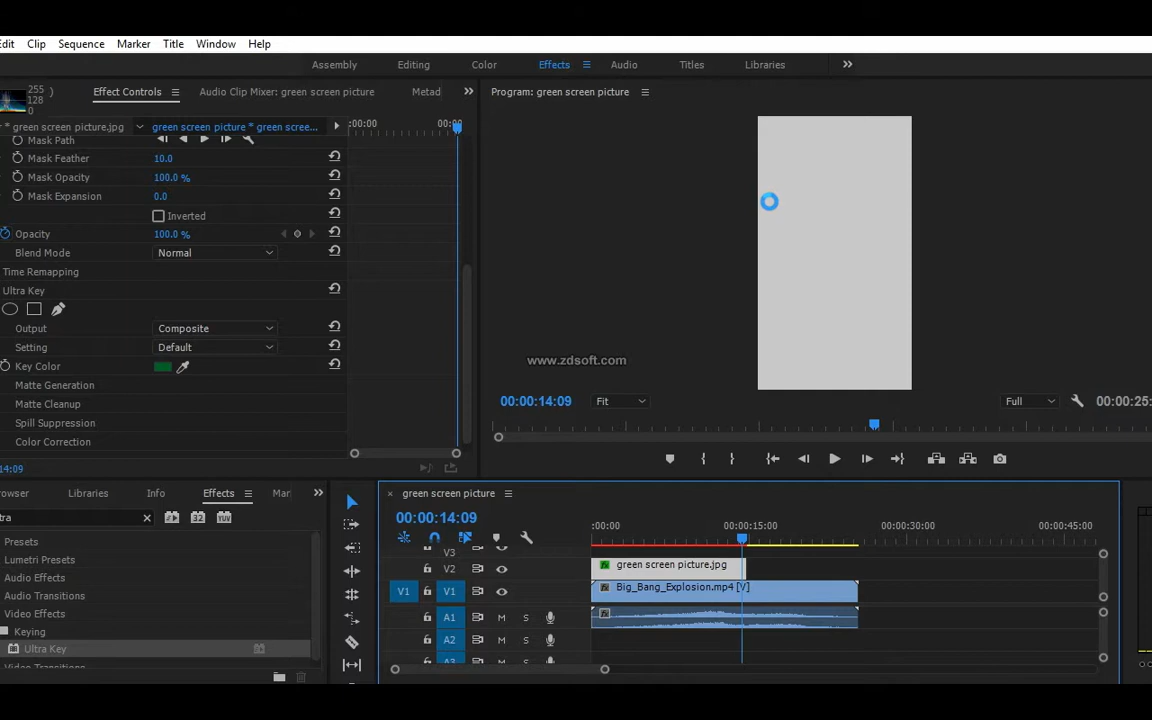 Edit Clip Sequence Marker Title Window Help
Assembly Editing Color Effects Audio Titles Libraries
255
128
0
Effect Controls Audio Clip Mixer: green screen picture Metad
Program: green screen picture
* green screen picture.jpg green screen picture * green scree... :00:00 00:00
Mask Path
Mask Feather 10.0
Mask Opacity 100.0 %
Mask Expansion 0.0
Inverted
Opacity 100.0 %
Blend Mode Normal
Time Remapping
Ultra Key
Output Composite
Setting Default
Key Color
Matte Generation
Matte Cleanup
Spill Suppression
Color Correction
14:09
www.zdsoft.com
00:00:14:09 Fit Full 00:00:25:
rowser Libraries Info Effects Mar
tra 32 YUV
Presets
Lumetri Presets
Audio Effects
Audio Transitions
Video Effects
Keying
Ultra Key
Video Transitions
green screen picture
00:00:14:09
:00:00 00:00:15:00 00:00:30:00 00:00:45:00
V3
V2 green screen picture.jpg
V1 V1 Big_Bang_Explosion.mp4 [V]
A1 M S
A2 M S
A3 M S